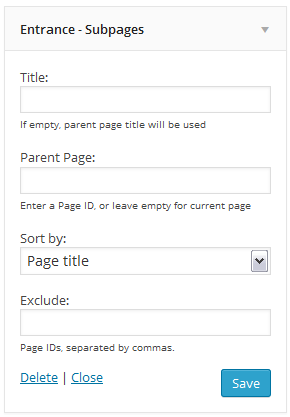 Entrance - Subpages
Title:
If empty, parent page title will be used
Parent Page:
Enter a Page ID, or leave empty for current page
Sort by:
Page title
Exclude:
Page IDs, separated by commas.
Delete | Close
Save